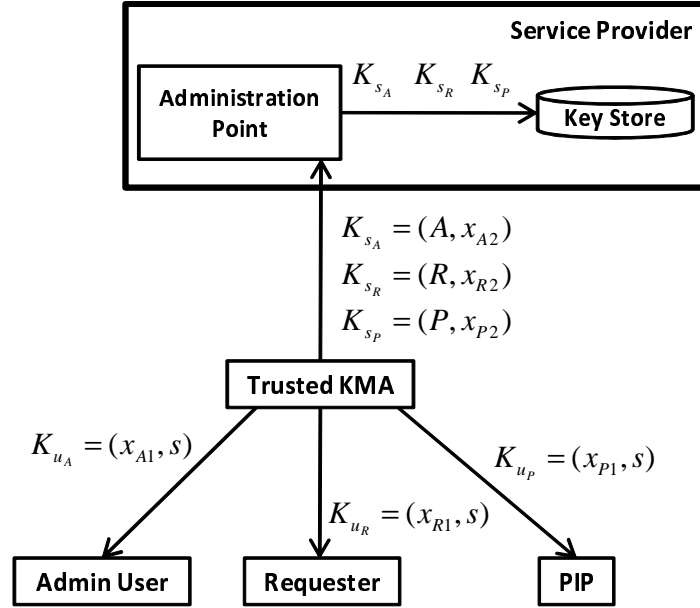 Service Provider
Administration
Point
K_{s_A} K_{s_R} K_{s_P}
Key Store
K_{s_A} = (A, x_{A2})
K_{s_R} = (R, x_{R2})
K_{s_P} = (P, x_{P2})
Trusted KMA
K_{u_A} = (x_{A1}, s)
K_{u_P} = (x_{P1}, s)
K_{u_R} = (x_{R1}, s)
Admin User
Requester
PIP